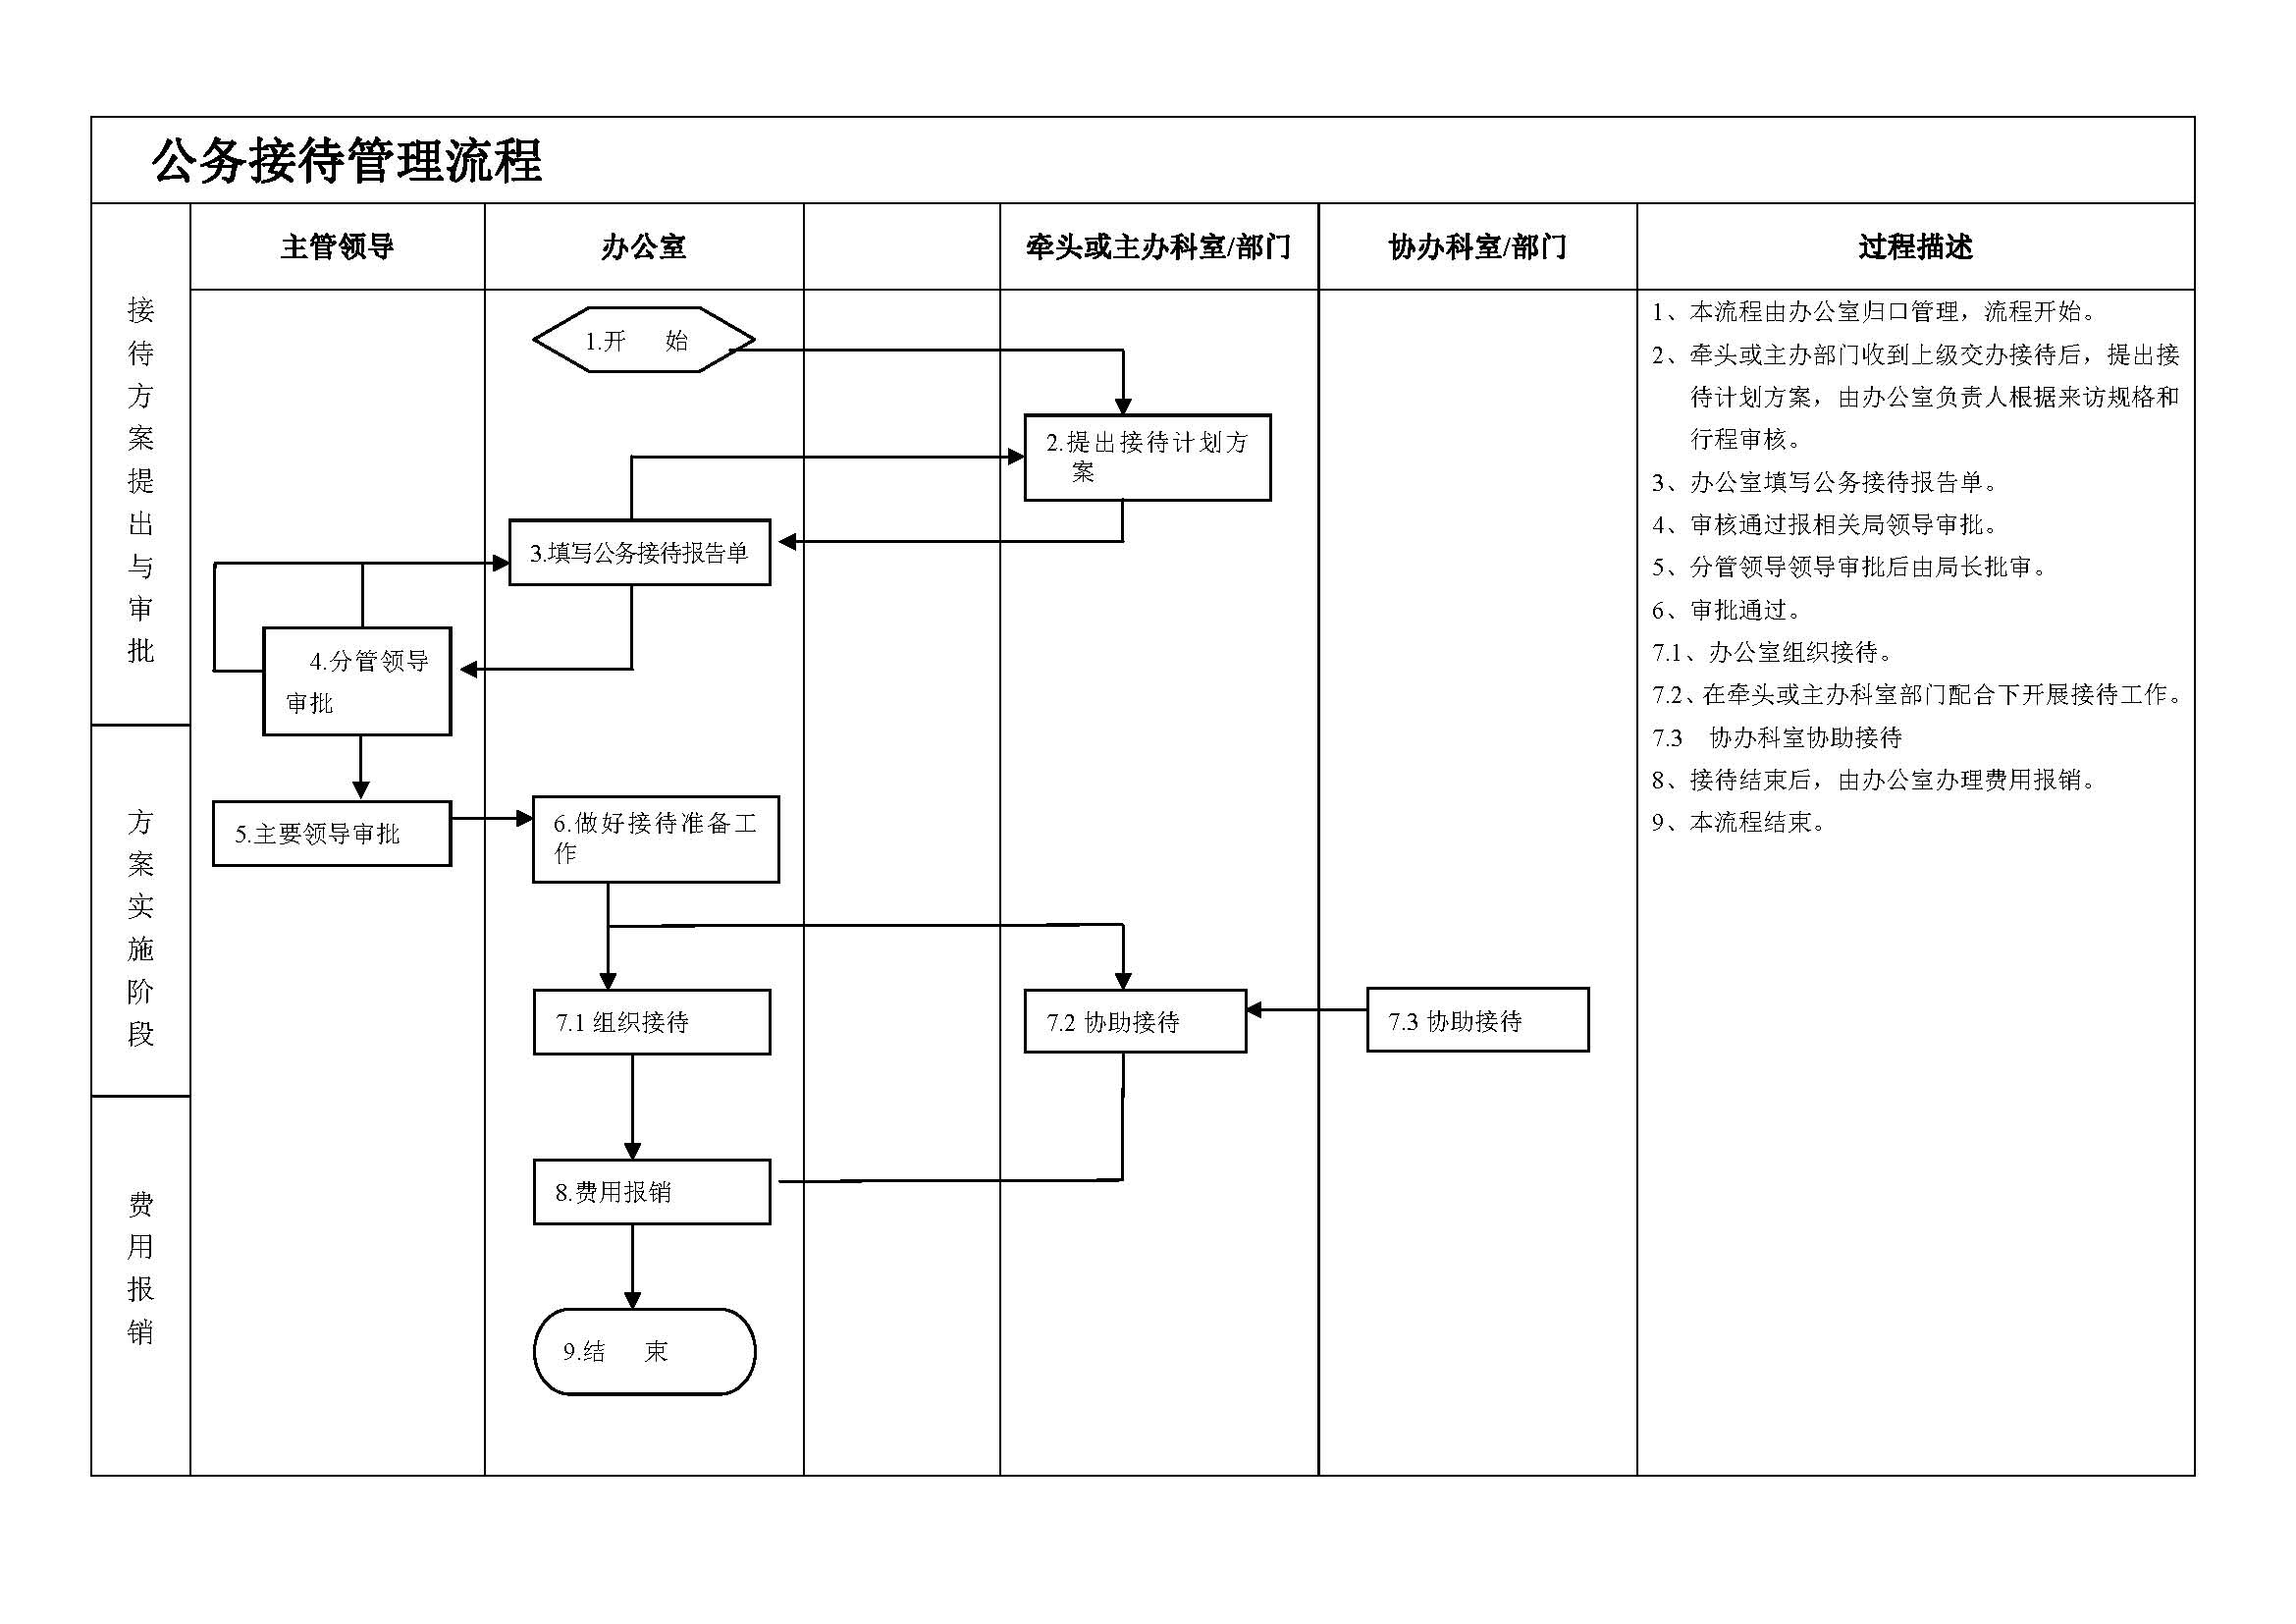 公务接待管理流程
主管领导
办公室
牵头或主办科室/部门
协办科室/部门
过程描述
接
待
方
案
提
出
与
审
批
方
案
实
施
阶
段
费
用
报
销
1.开 始
2.提出接待计划方
案
3.填写公务接待报告单
4.分管领导
审批
5.主要领导审批
6.做好接待准备工
作
7.1 组织接待
7.2 协助接待
7.3 协助接待
8.费用报销
9.结 束
1、本流程由办公室归口管理，流程开始。
2、牵头或主办部门收到上级交办接待后，提出接
待计划方案，由办公室负责人根据来访规格和
行程审核。
3、办公室填写公务接待报告单。
4、审核通过报相关局领导审批。
5、分管领导领导审批后由局长批审。
6、审批通过。
7.1、办公室组织接待。
7.2、在牵头或主办科室部门配合下开展接待工作。
7.3 协办科室协助接待
8、接待结束后，由办公室办理费用报销。
9、本流程结束。